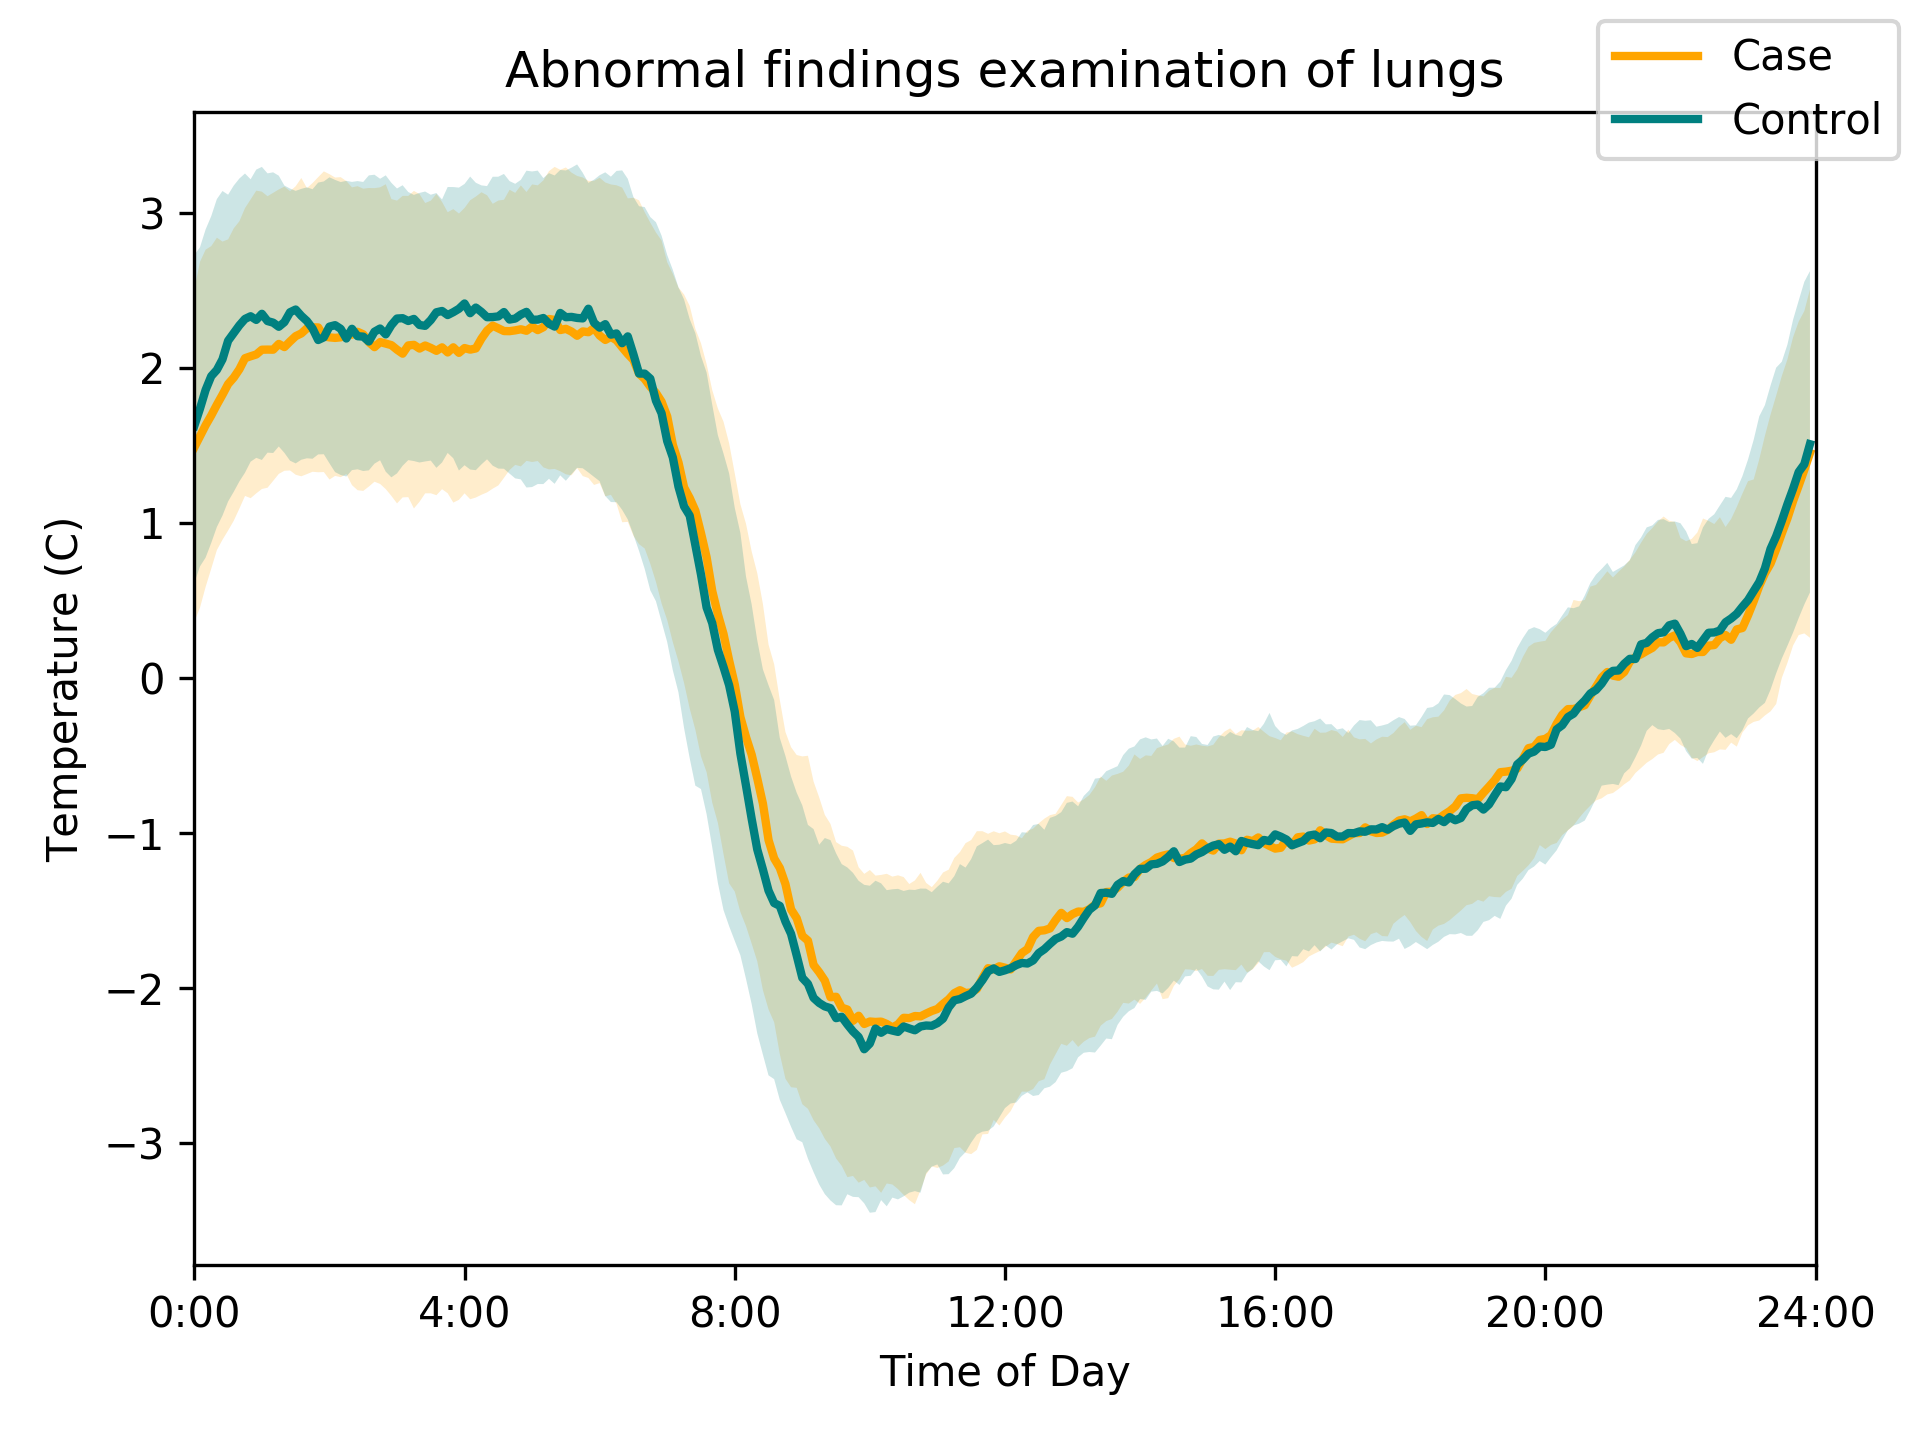 Abnormal findings examination of lungs
Case
Control
3
2
1
0
−1
−2
−3
Temperature (C)
0:00 4:00 8:00 12:00 16:00 20:00 24:00
Time of Day